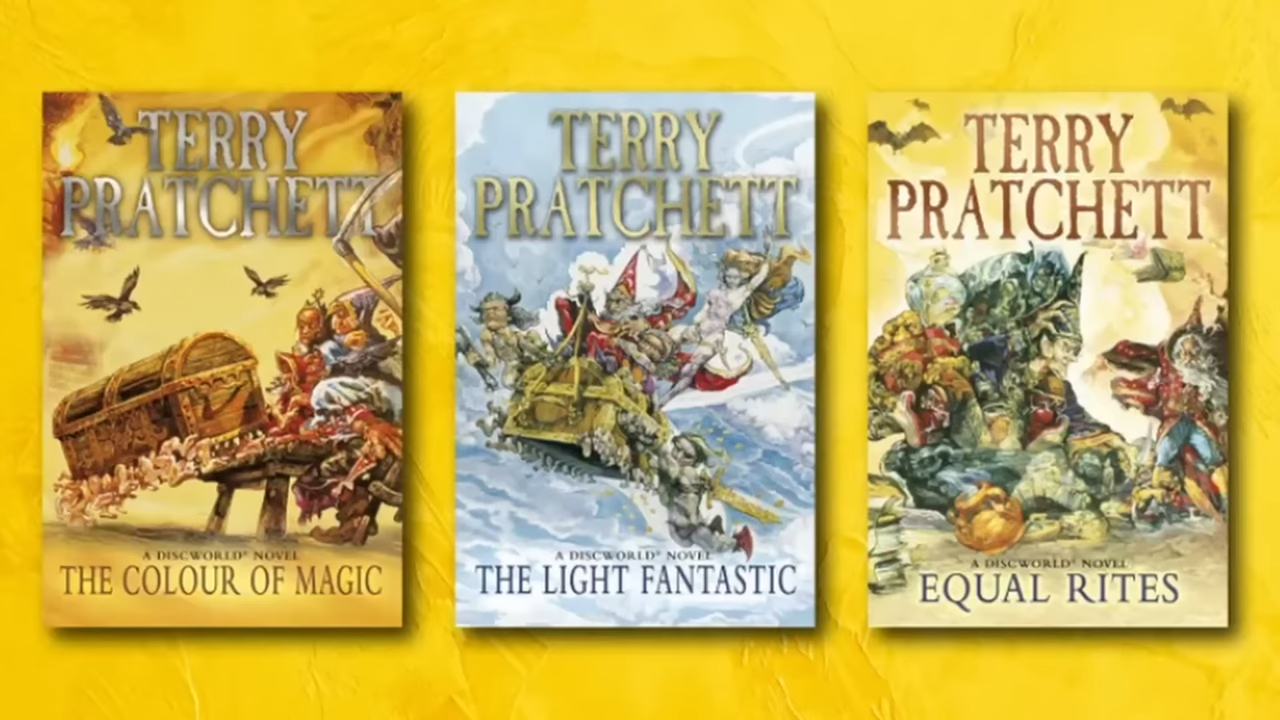 TERRY
PRATCHETT
A DISCWORLD® NOVEL
THE COLOUR OF MAGIC
TERRY
PRATCHETT
A DISCWORLD® NOVEL
THE LIGHT FANTASTIC
TERRY
PRATCHETT
A DISCWORLD® NOVEL
EQUAL RITES